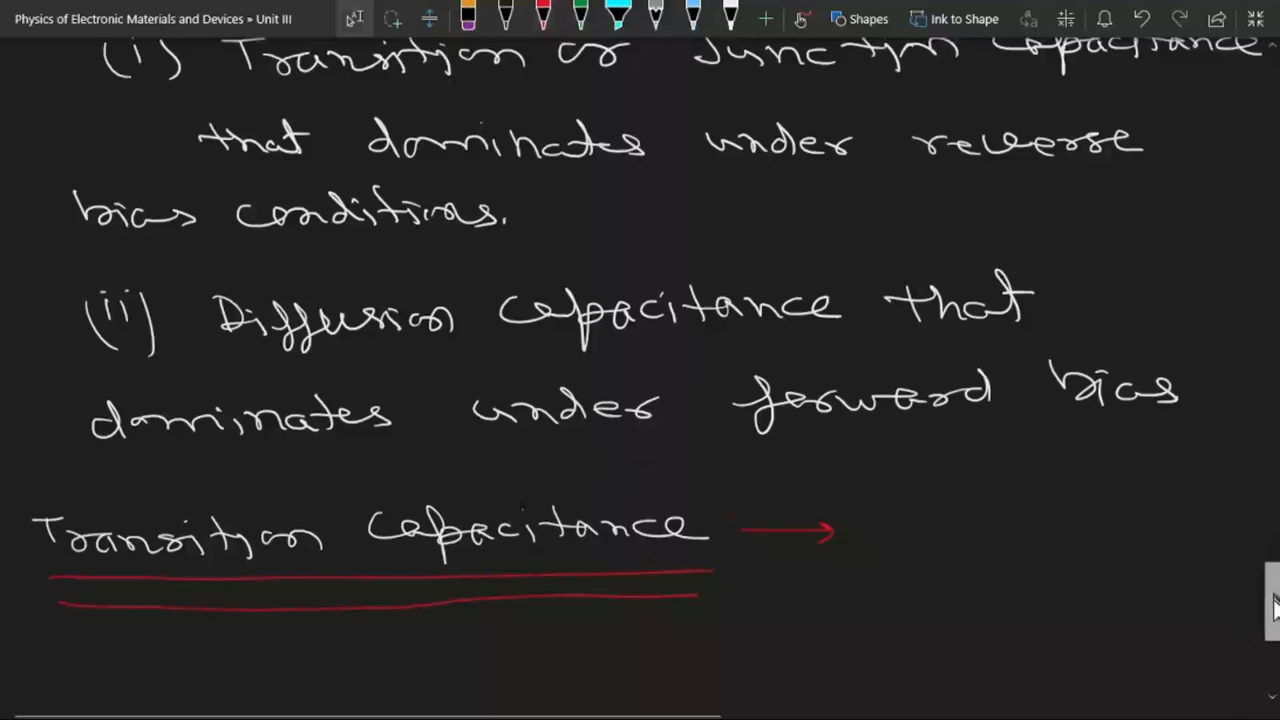 Physics of Electronic Materials and Devices » Unit III
Shapes
Ink to Shape
(i) Transition or Junction Capacitance
that dominates under reverse
bias conditions.
(ii) Diffusion Capacitance that
dominates under forward bias
Transition Capacitance →